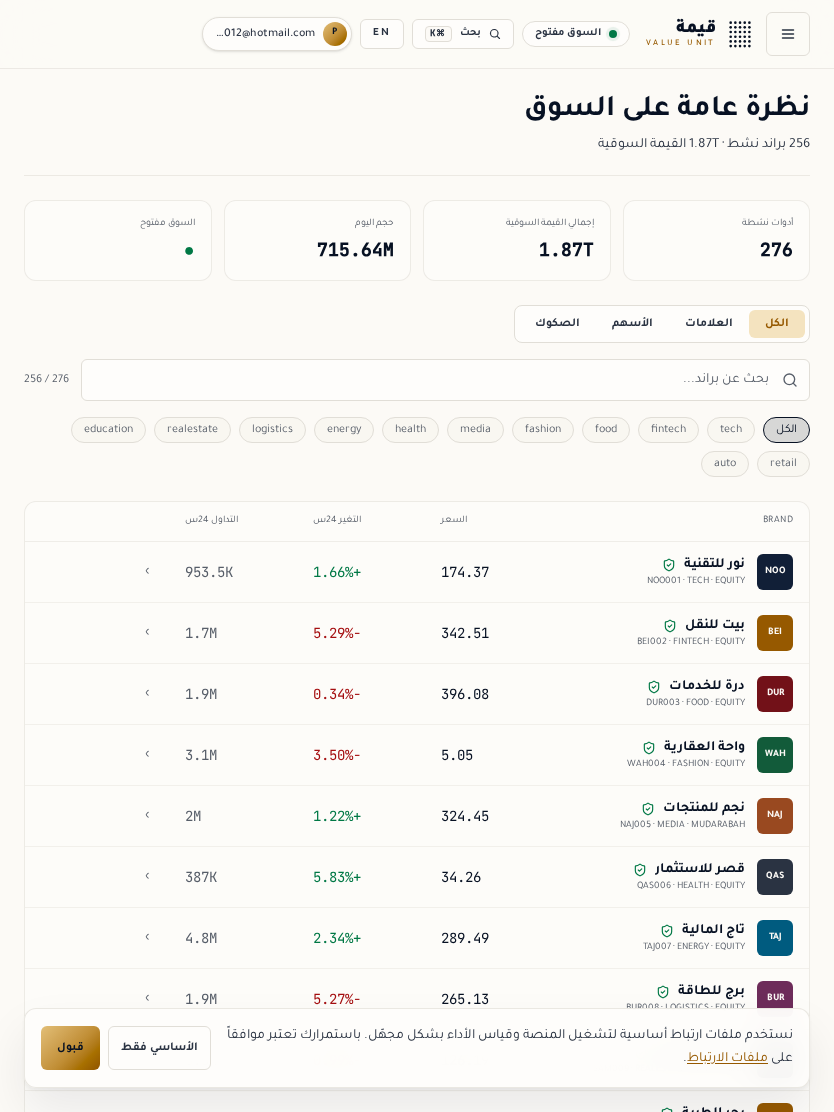 قيمة
VALUE UNIT
السوق مفتوح
بحث ⌘K
EN
P
...012@hotmail.com
نظرة عامة على السوق
256 براند نشط · 1.87T القيمة السوقية
أدوات نشطة
276
إجمالي القيمة السوقية
1.87T
حجم اليوم
715.64M
السوق مفتوح
الكل
العلامات
الأسهم
الصكوك
بحث عن براند...
256 / 276
الكل
tech
fintech
food
fashion
media
health
energy
logistics
realestate
education
retail
auto
BRAND السعر التغير 24س التداول 24س
NOO نور للتقنية 174.37 +1.66% 953.5K
NOO001 · TECH · EQUITY
BEI بيت للنقل 342.51 -5.29% 1.7M
BEI002 · FINTECH · EQUITY
DUR درة للخدمات 396.08 -0.34% 1.9M
DUR003 · FOOD · EQUITY
WAH واحة العقارية 5.05 -3.50% 3.1M
WAH004 · FASHION · EQUITY
NAJ نجم للمنتجات 324.45 +1.22% 2M
NAJ005 · MEDIA · MUDARABAH
QAS قصر للاستثمار 34.26 +5.83% 387K
QAS006 · HEALTH · EQUITY
TAJ تاج المالية 289.49 +2.34% 4.8M
TAJ007 · ENERGY · EQUITY
BUR برج للطاقة 265.13 -5.27% 1.9M
BUR008 · LOGISTICS · EQUITY
نستخدم ملفات ارتباط أساسية لتشغيل المنصة وقياس الأداء بشكل مجهّل. باستمرارك تعتبر موافقاً
على ملفات الارتباط.
الأساسي فقط
قبول